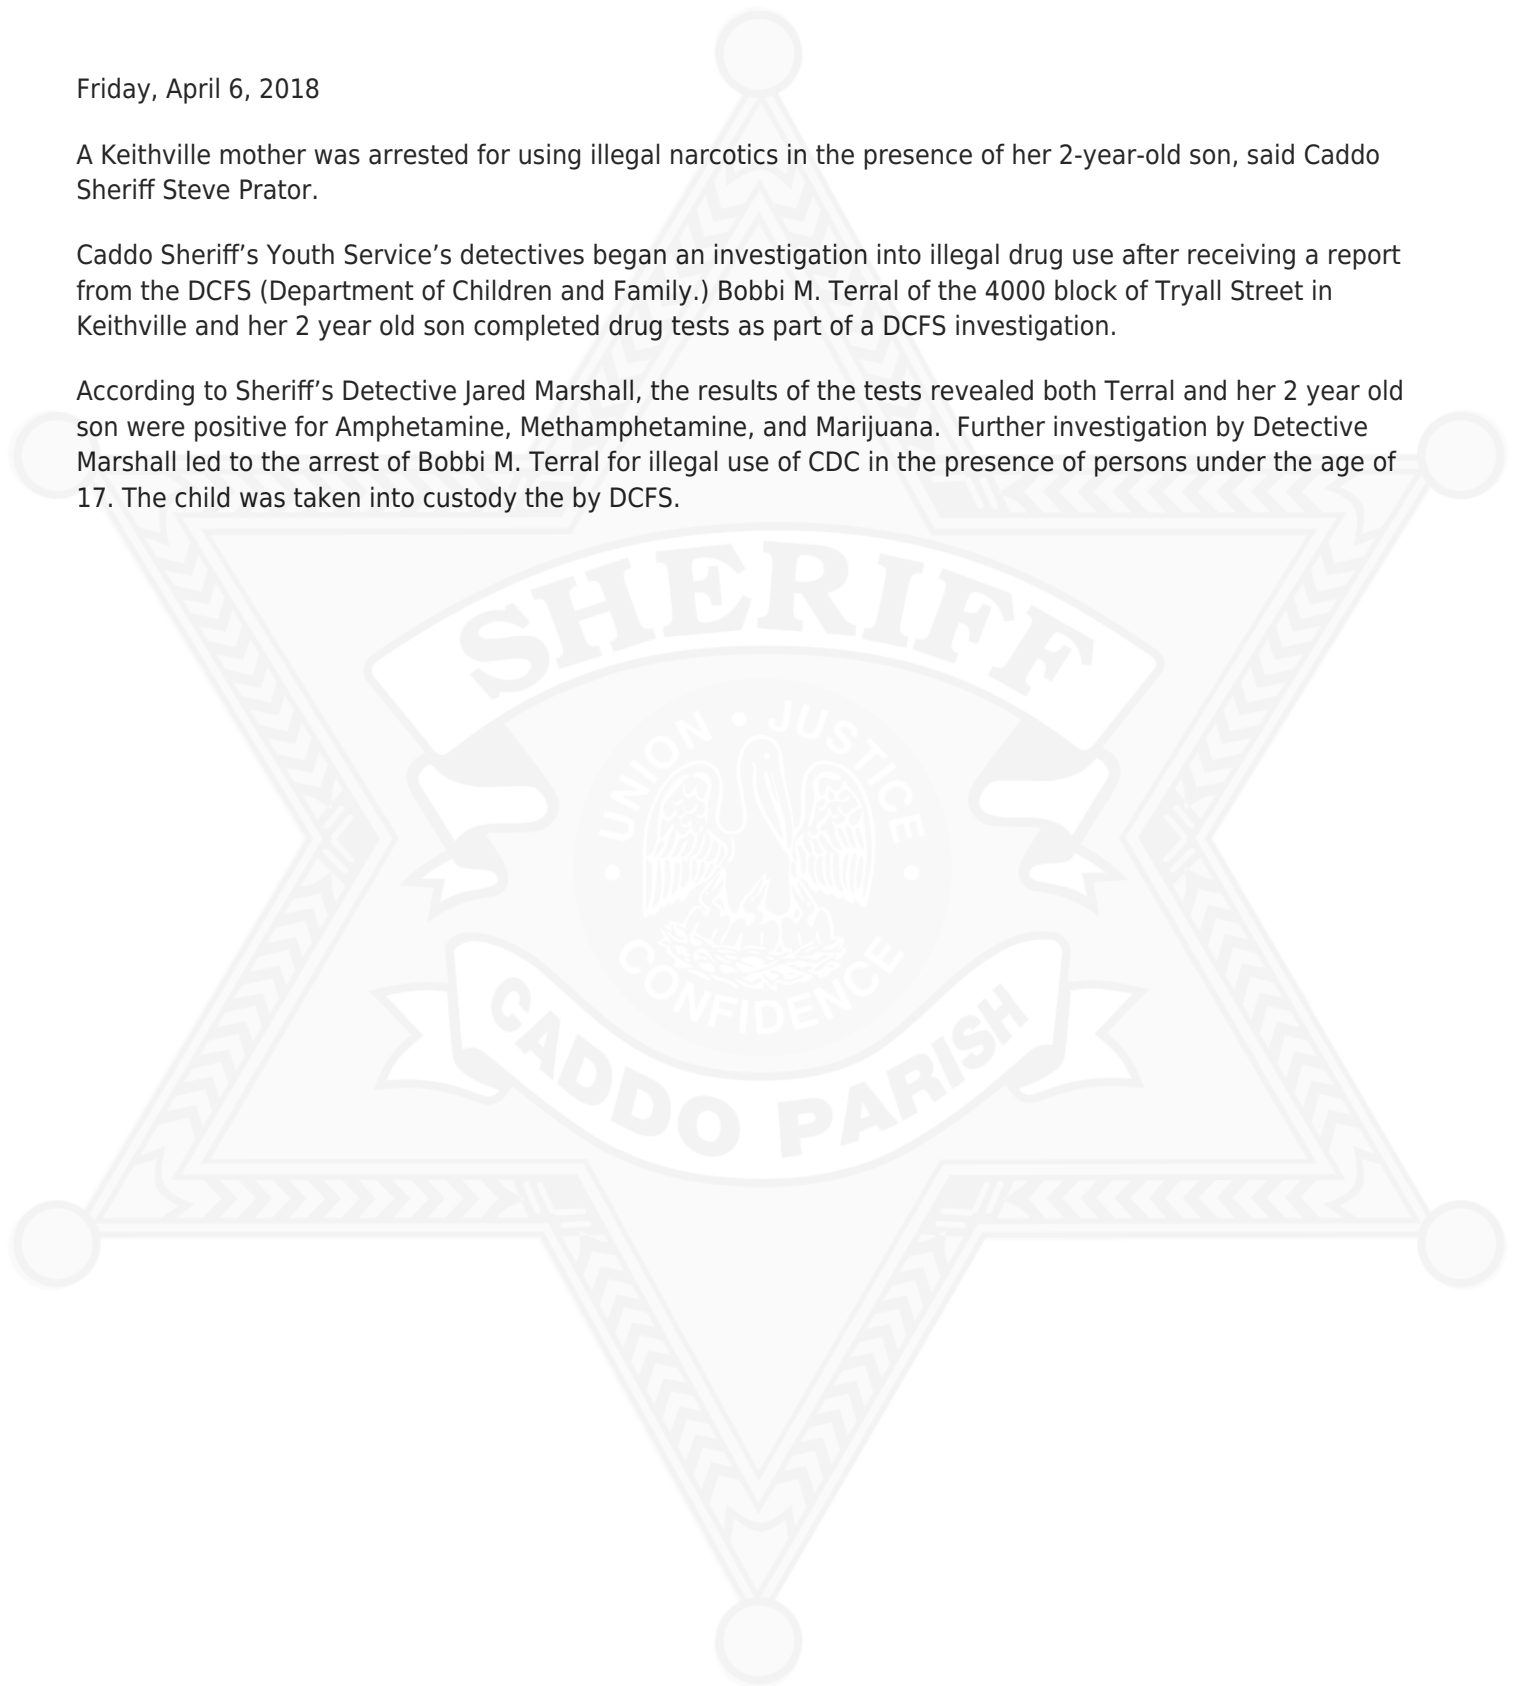 Friday, April 6, 2018
A Keithville mother was arrested for using illegal narcotics in the presence of her 2-year-old son, said Caddo
Sheriff Steve Prator.
Caddo Sheriff’s Youth Service’s detectives began an investigation into illegal drug use after receiving a report
from the DCFS (Department of Children and Family.) Bobbi M. Terral of the 4000 block of Tryall Street in
Keithville and her 2 year old son completed drug tests as part of a DCFS investigation.
According to Sheriff’s Detective Jared Marshall, the results of the tests revealed both Terral and her 2 year old
son were positive for Amphetamine, Methamphetamine, and Marijuana.  Further investigation by Detective
Marshall led to the arrest of Bobbi M. Terral for illegal use of CDC in the presence of persons under the age of
17. The child was taken into custody the by DCFS.
SHERIFF
UNION • JUSTICE
• CONFIDENCE •
CADDO PARISH